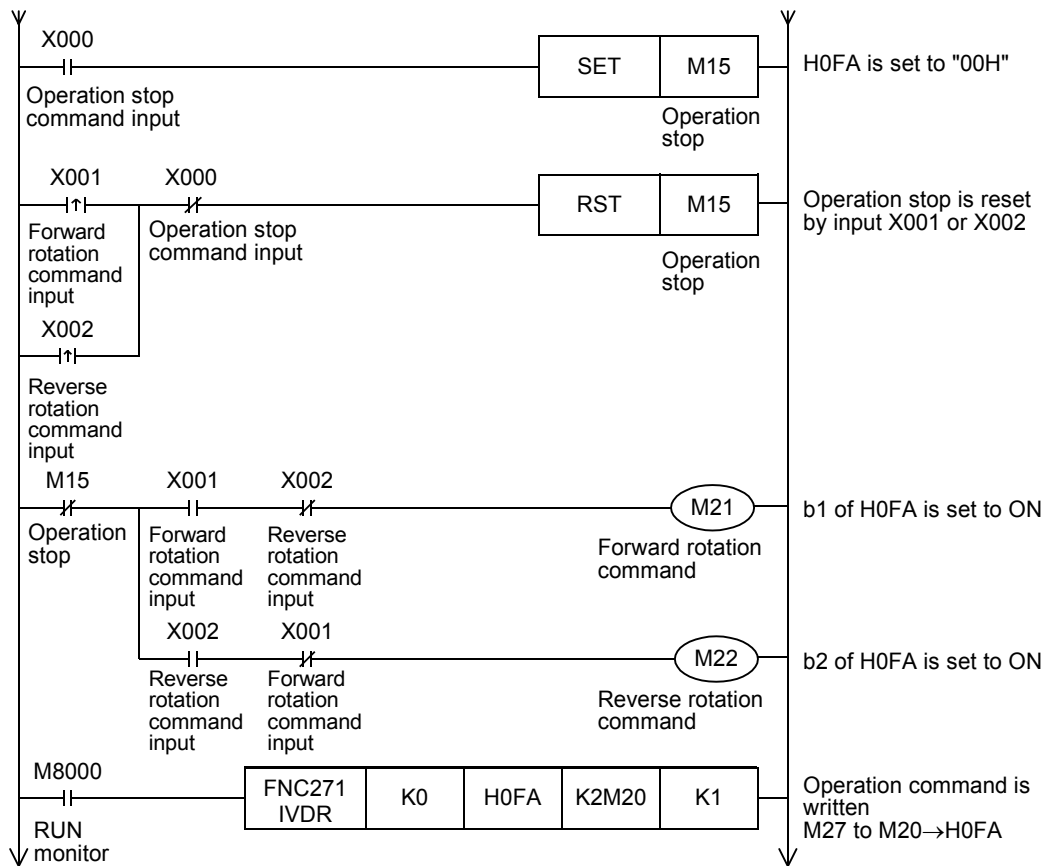 X000
SET M15
H0FA is set to "00H"
Operation stop
command input
Operation
stop
X001 X000
RST M15
Operation stop is reset
by input X001 or X002
Forward
rotation
command
input
Operation stop
command input
Operation
stop
X002
Reverse
rotation
command
input
M15 X001 X002
M21
b1 of H0FA is set to ON
Operation
stop
Forward
rotation
command
input
Reverse
rotation
command
input
Forward rotation
command
X002 X001
M22
b2 of H0FA is set to ON
Reverse
rotation
command
input
Forward
rotation
command
input
Reverse rotation
command
M8000
FNC271
IVDR
K0 H0FA K2M20 K1
Operation command is
written
M27 to M20→H0FA
RUN
monitor